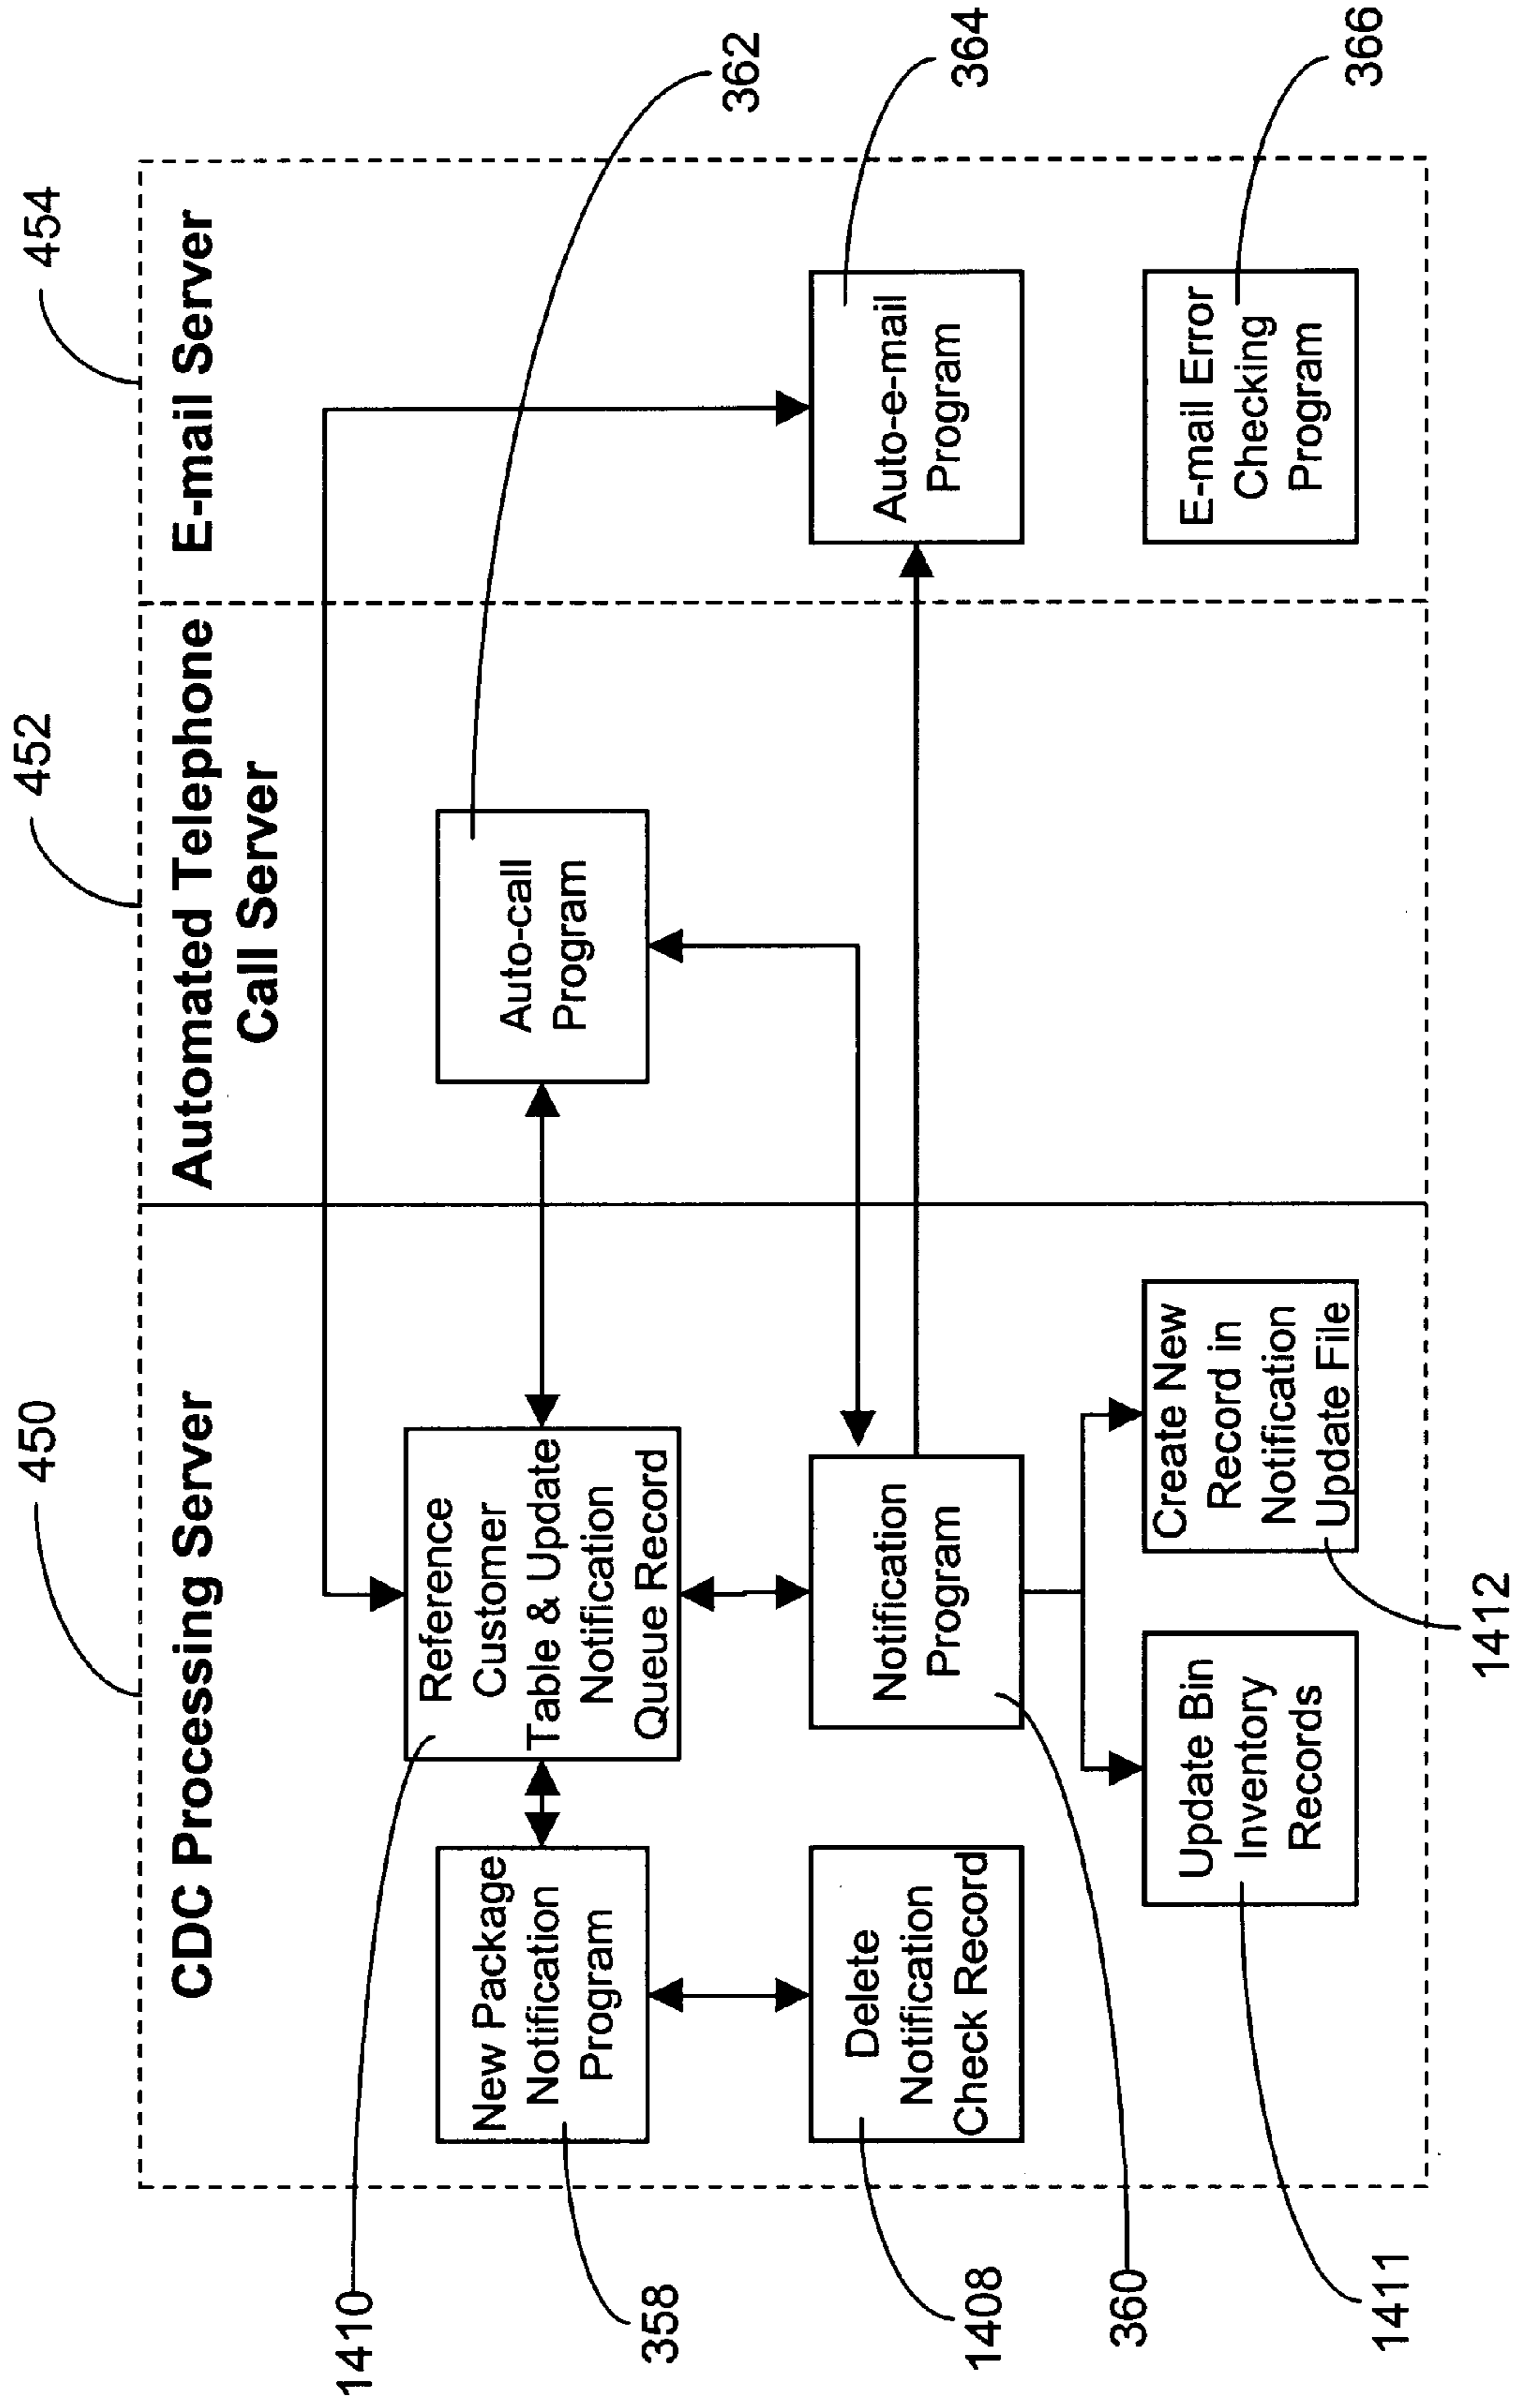 450
452
454
CDC Processing Server
Automated Telephone
Call Server
E-mail Server
1410
Reference
Customer
Table & Update
Notification
Queue Record
358
New Package
Notification
Program
Auto-call
Program
362
1408
Delete
Notification
Check Record
360
Notification
Program
Auto-e-mail
Program
364
1411
Update Bin
Inventory
Records
1412
Create New
Record in
Notification
Update File
E-mail Error
Checking
Program
366